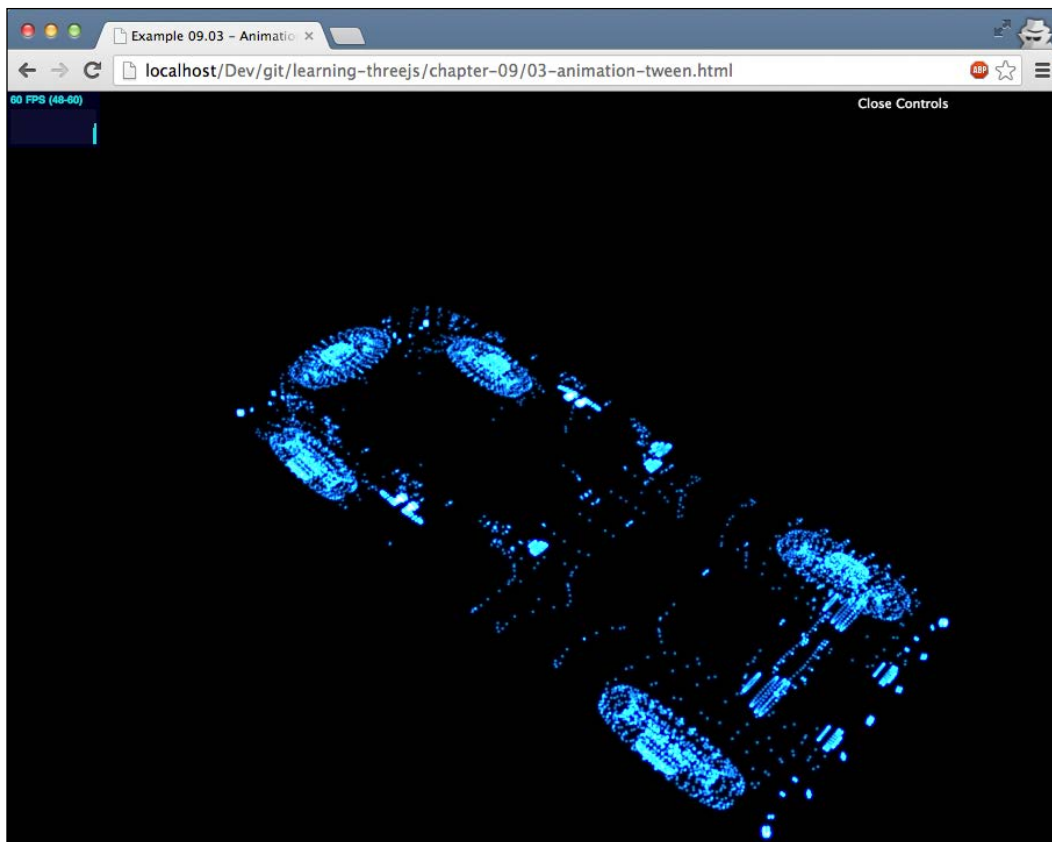 Example 09.03 - Animatio
localhost/Dev/git/learning-threejs/chapter-09/03-animation-tween.html
ABP
60 FPS (48-60)
Close Controls